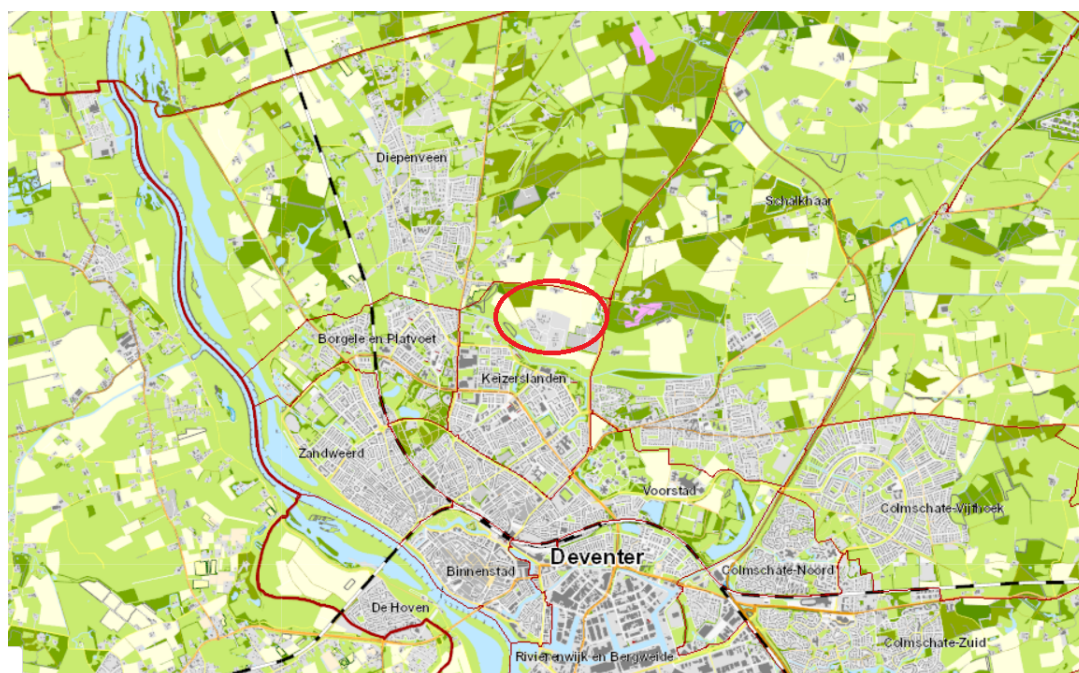 Diepenveen
Schalkhaar
Borgele en Platvoet
Keizerslanden
Zandweerd
Voorstad
Colmschate-Vijfhoek
Deventer
Binnenstad
Colmschate-Noord
De Hoven
Colmschate-Zuid
Rivierenwijk en Bergweide